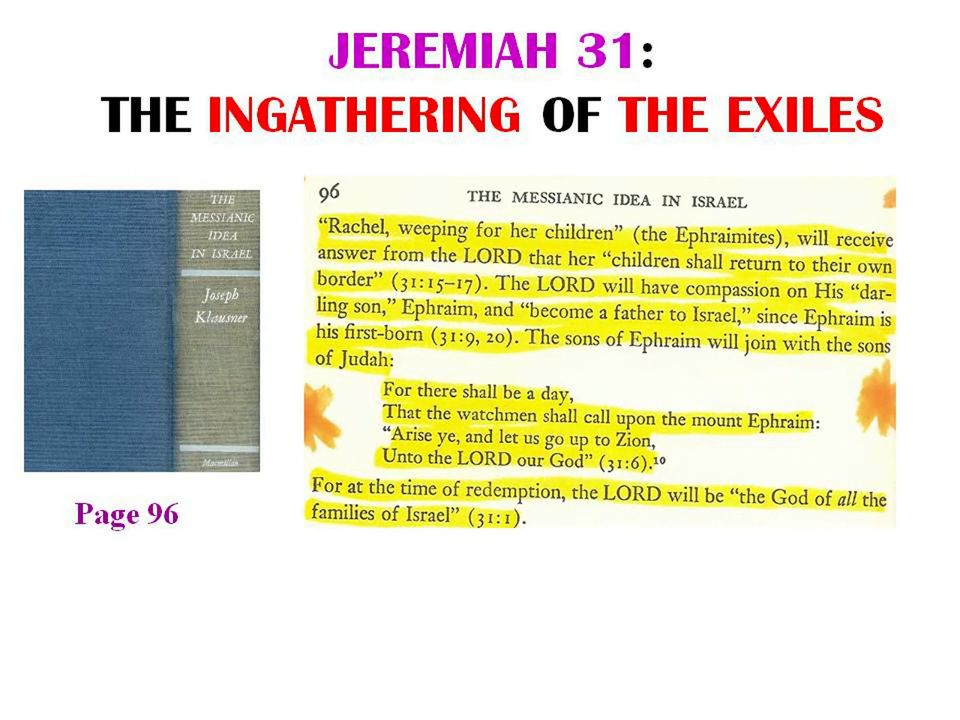 JEREMIAH 31:
THE INGATHERING OF THE EXILES
THE
MESSIANIC
IDEA
IN ISRAEL
Joseph
Klausner
Macmillan
Page 96
96 THE MESSIANIC IDEA IN ISRAEL
“Rachel, weeping for her children” (the Ephraimites), will receive
answer from the LORD that her “children shall return to their own
border” (31:15–17). The LORD will have compassion on His “dar-
ling son,” Ephraim, and “become a father to Israel,” since Ephraim is
his first-born (31:9, 20). The sons of Ephraim will join with the sons
of Judah:
For there shall be a day,
That the watchmen shall call upon the mount Ephraim:
“Arise ye, and let us go up to Zion,
Unto the LORD our God” (31:6).¹⁰
For at the time of redemption, the LORD will be “the God of all the
families of Israel” (31:1).